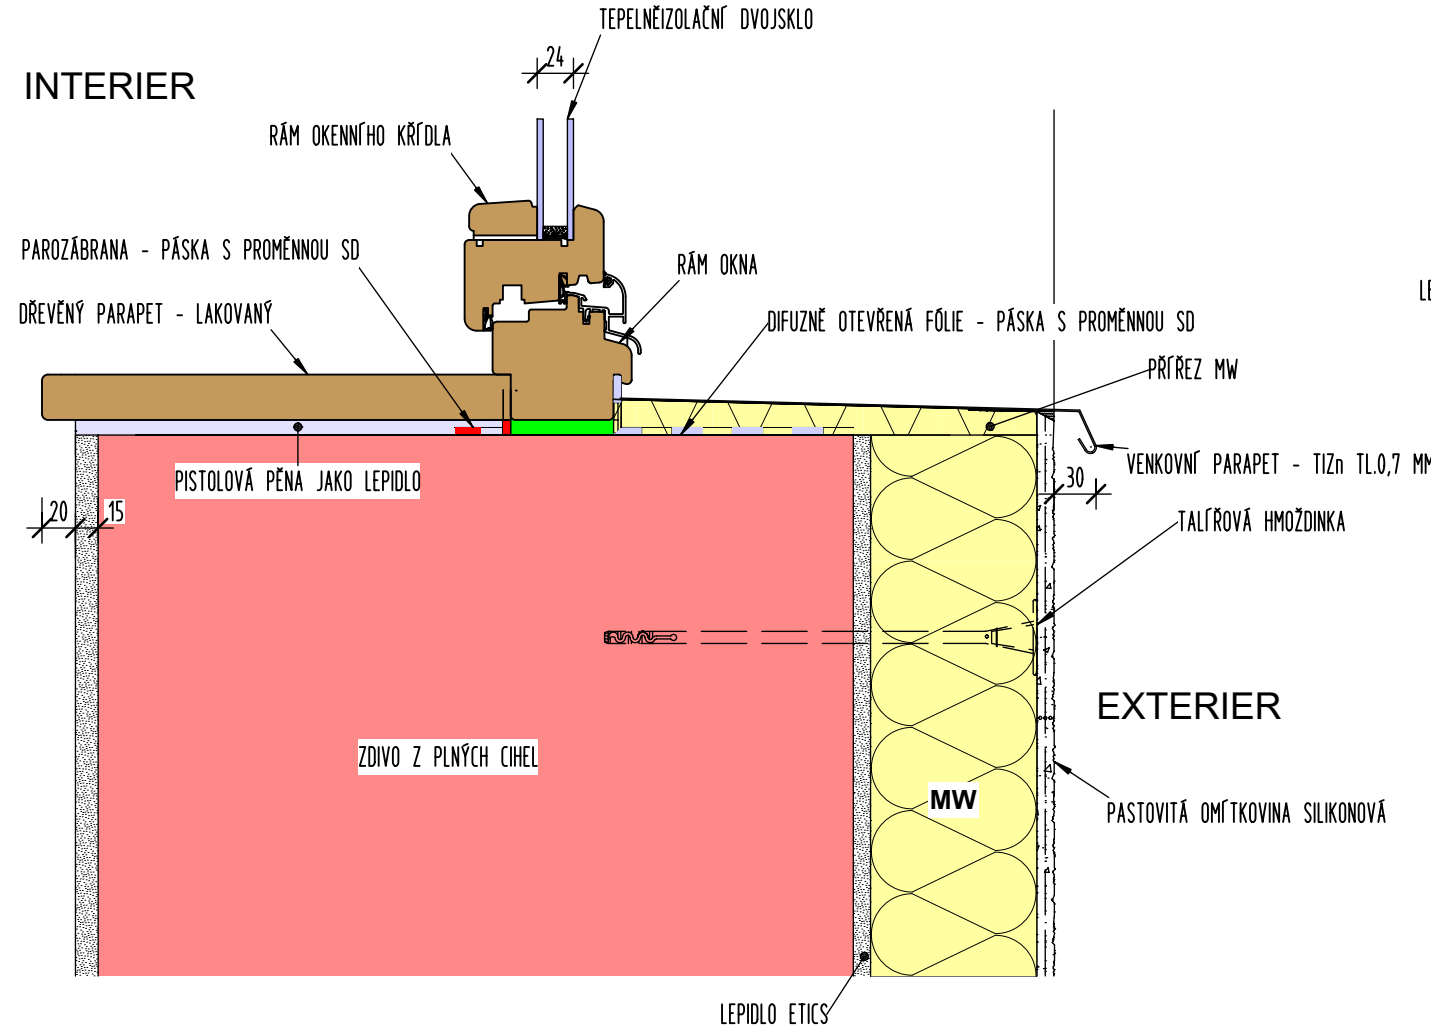 TEPELNĚIZOLAČNÍ DVOJSKLO
24
INTERIER
RÁM OKENNÍHO KŘÍDLA
PAROZÁBRANA - PÁSKA S PROMĚNNOU SD
RÁM OKNA
LE
DŘEVĚNÝ PARAPET - LAKOVANÝ
DIFUZNĚ OTEVŘENÁ FÓLIE - PÁSKA S PROMĚNNOU SD
PŘÍŘEZ MW
VENKOVNÍ PARAPET - TIZn TL.0,7 MM
PISTOLOVÁ PĚNA JAKO LEPIDLO
30
20
15
TALÍŘOVÁ HMOŽDINKA
EXTERIER
ZDIVO Z PLNÝCH CIHEL
MW
PASTOVITÁ OMÍTKOVINA SILIKONOVÁ
LEPIDLO ETICS